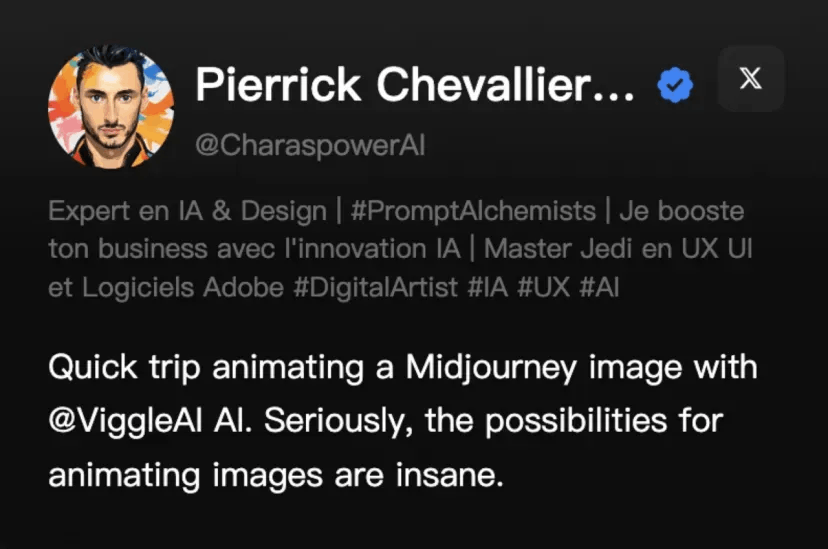 Pierrick Chevallier...
@CharaspowerAI
Expert en IA & Design | #PromptAlchemists | Je booste
ton business avec l'innovation IA | Master Jedi en UX UI
et Logiciels Adobe #DigitalArtist #IA #UX #AI
Quick trip animating a Midjourney image with
@ViggleAI AI. Seriously, the possibilities for
animating images are insane.